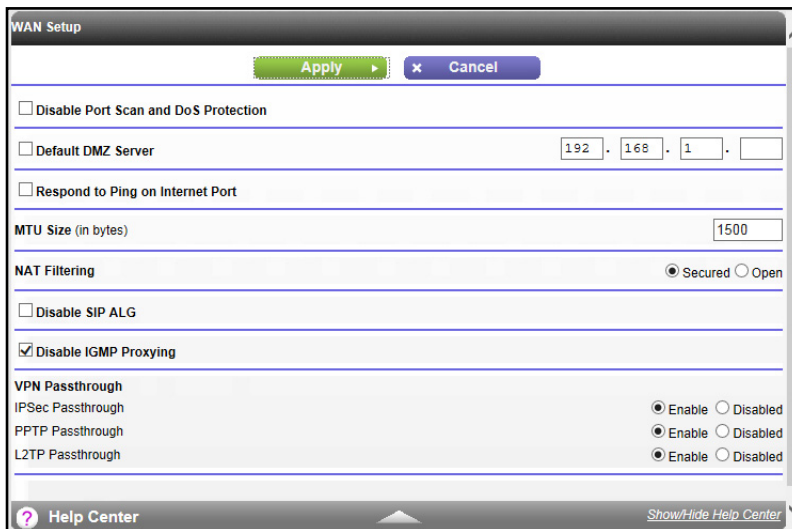 WAN Setup
Apply
Cancel
Disable Port Scan and DoS Protection
Default DMZ Server 192 . 168 . 1 .
Respond to Ping on Internet Port
MTU Size (in bytes) 1500
NAT Filtering Secured Open
Disable SIP ALG
Disable IGMP Proxying
VPN Passthrough
IPSec Passthrough Enable Disabled
PPTP Passthrough Enable Disabled
L2TP Passthrough Enable Disabled
? Help Center Show/Hide Help Center